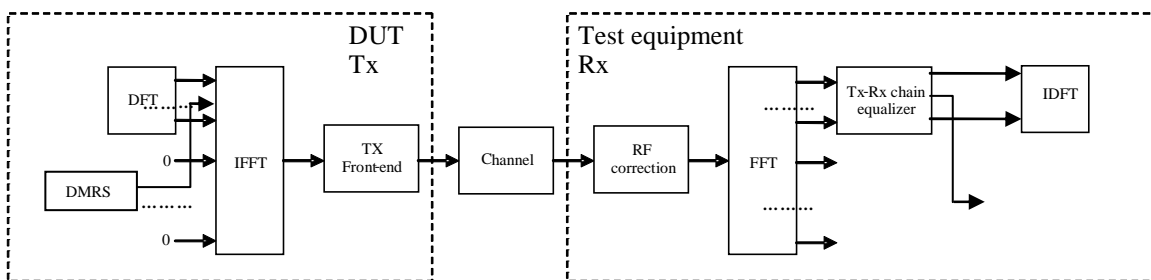 DUT
Tx
Test equipment
Rx
DFT
………
0
DMRS
………
0
IFFT
TX
Front-end
Channel
RF
correction
FFT
………
………
Tx-Rx chain
equalizer
IDFT